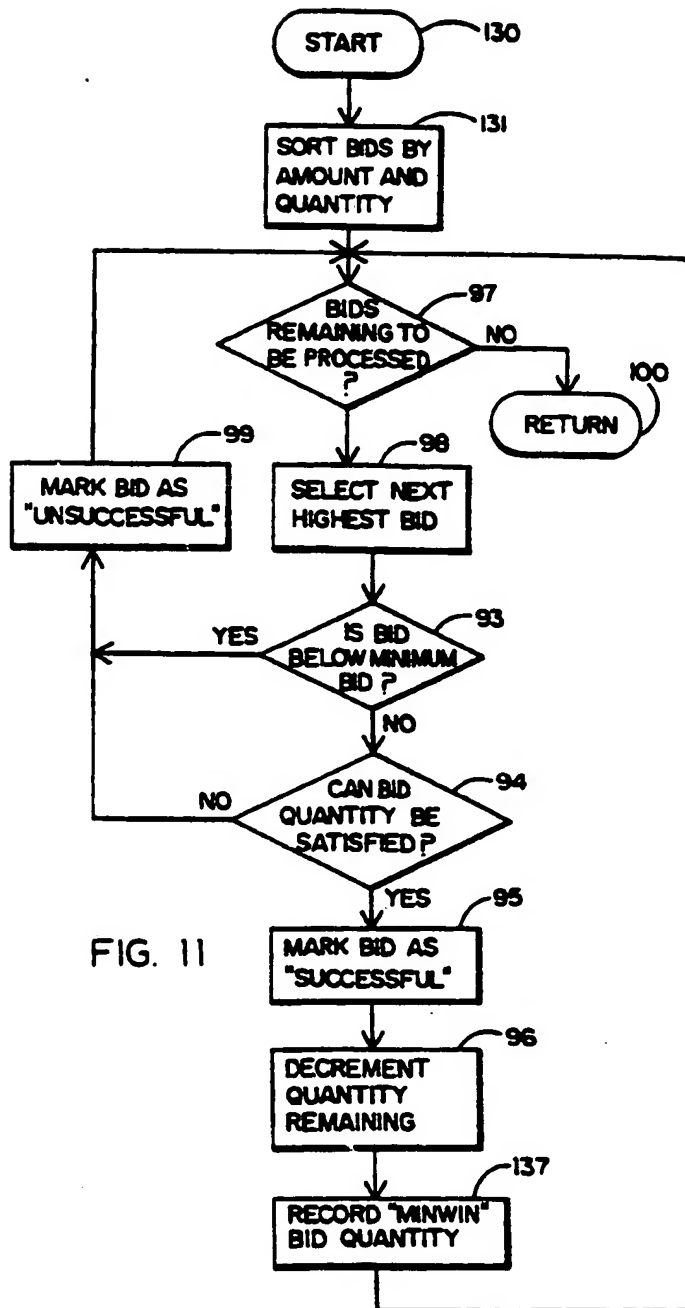 START
130
131
SORT BIDS BY
AMOUNT AND
QUANTITY
97
BIDS
REMAINING TO
BE PROCESSED
?
NO
100
RETURN
99
MARK BID AS
"UNSUCCESSFUL"
98
SELECT NEXT
HIGHEST BID
93
YES
IS BID
BELOW MINIMUM
BID ?
NO
94
NO
CAN BID
QUANTITY BE
SATISFIED ?
YES
95
FIG. 11
MARK BID AS
"SUCCESSFUL"
96
DECREMENT
QUANTITY
REMAINING
137
RECORD "MINWIN"
BID QUANTITY